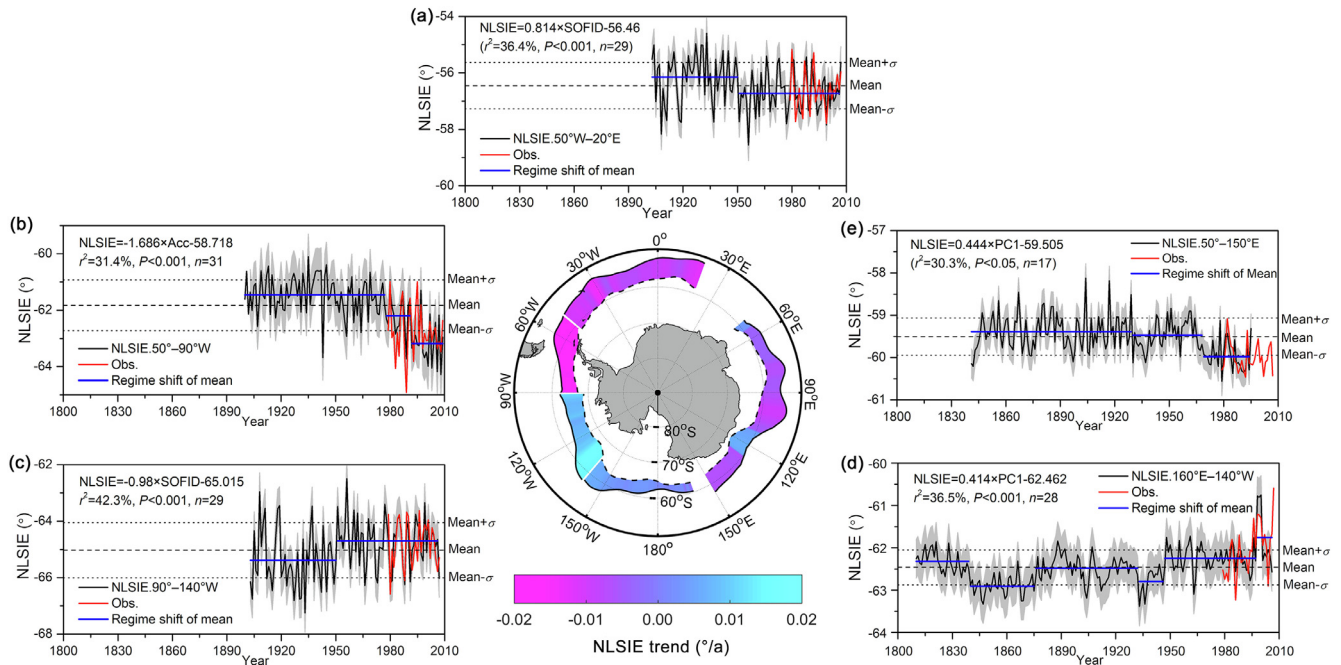 (a)
NLSIE=0.814×SOFID-56.46
(r²=36.4%, P<0.001, n=29)
NLSIE (°)
-54
-56
-58
-60
Mean+σ
Mean
Mean-σ
NLSIE.50°W–20°E
Obs.
Regime shift of mean
1800 1830 1860 1890 1920 1950 1980 2010
Year
(b)
NLSIE=-1.686×Acc-58.718
r²=31.4%, P<0.001, n=31
NLSIE (°)
-60
-62
-64
-66
Mean+σ
Mean
Mean-σ
NLSIE.50°–90°W
Obs.
Regime shift of mean
1800 1830 1860 1890 1920 1950 1980 2010
Year
(c)
NLSIE=-0.98×SOFID-65.015
r²=42.3%, P<0.001, n=29
NLSIE (°)
-62
-64
-66
-68
Mean+σ
Mean
Mean-σ
NLSIE.90°–140°W
Obs.
Regime shift of mean
1800 1830 1860 1890 1920 1950 1980 2010
Year
0°
30°E
60°E
90°E
120°E
150°E
180°
150°W
120°W
90°W
60°W
30°W
80°S
70°S
60°S
-0.02 -0.01 0.00 0.01 0.02
NLSIE trend (°/a)
(e)
NLSIE=0.444×PC1-59.505
(r²=30.3%, P<0.05, n=17)
NLSIE (°)
-57
-58
-59
-60
-61
NLSIE.50°–150°E
Obs.
Regime shift of Mean
Mean+σ
Mean
Mean-σ
1800 1830 1860 1890 1920 1950 1980 2010
Year
(d)
NLSIE=0.414×PC1-62.462
r²=36.5%, P<0.001, n=28
NLSIE (°)
-60
-61
-62
-63
-64
NLSIE.160°E–140°W
Obs.
Regime shift of mean
Mean+σ
Mean
Mean-σ
1800 1830 1860 1890 1920 1950 1980 2010
Year